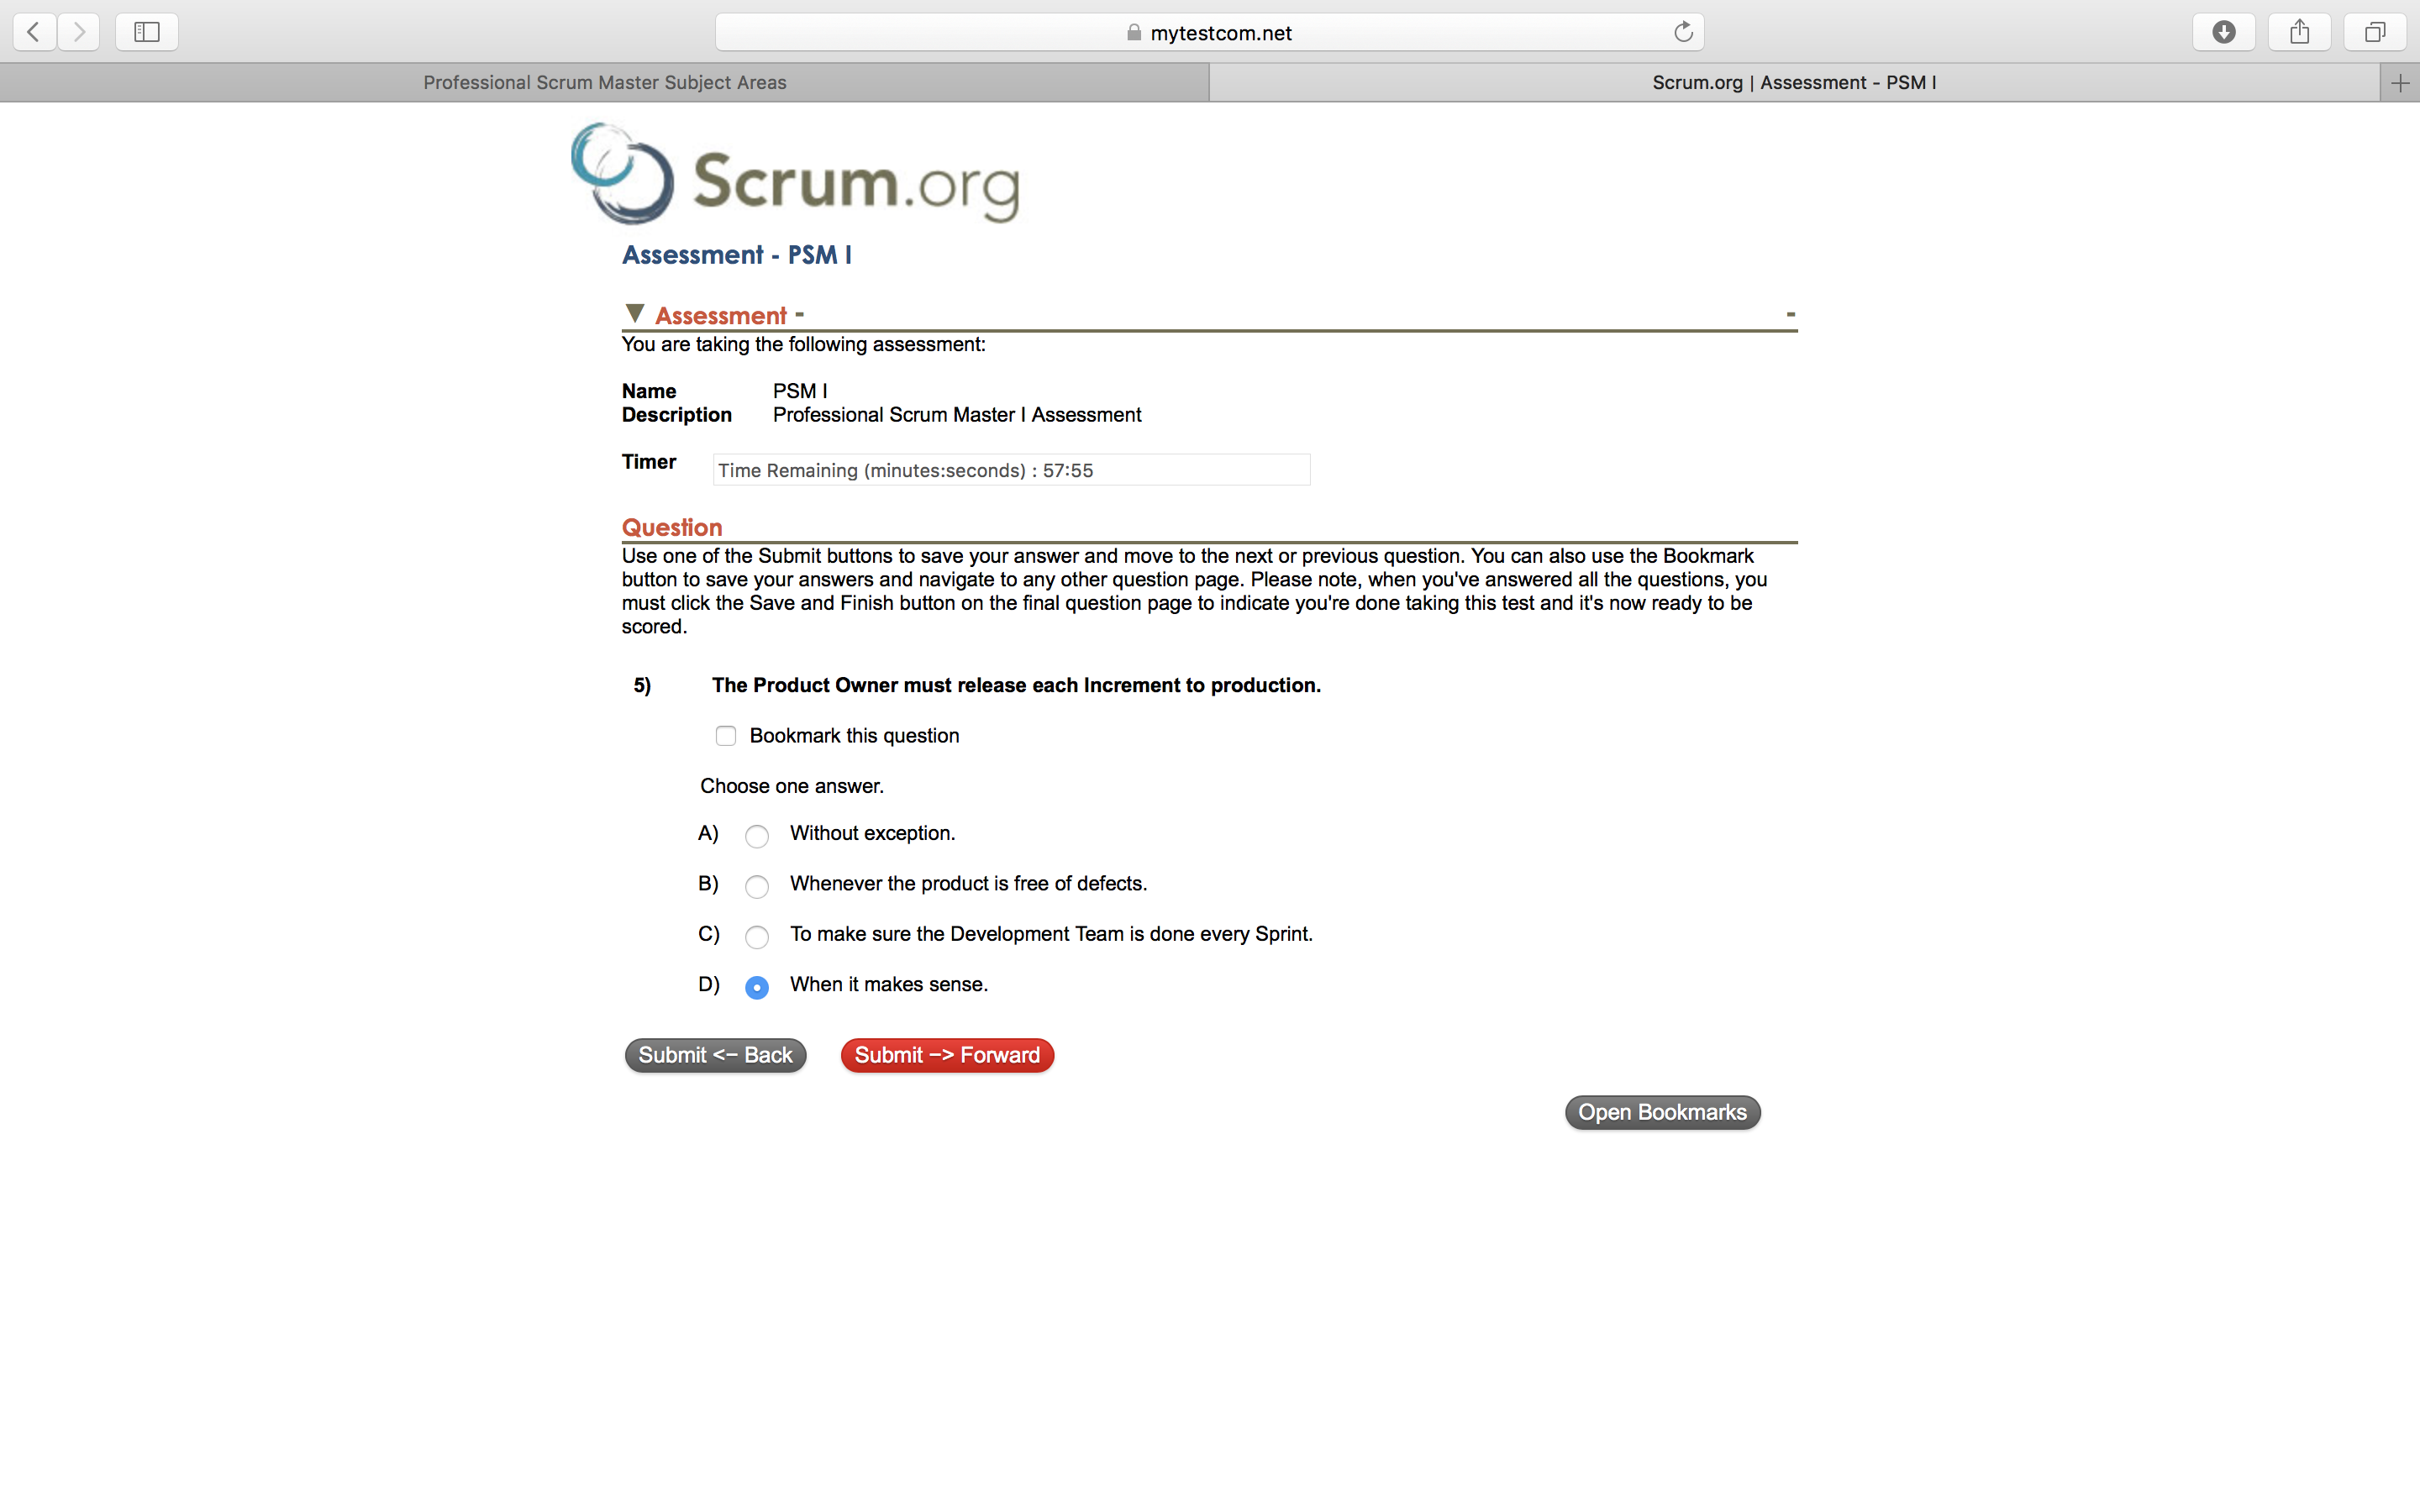 mytestcom.net
Professional Scrum Master Subject Areas
Scrum.org | Assessment - PSM I
Scrum.org
Assessment - PSM I
Assessment -
-
You are taking the following assessment:
Name PSM I
Description Professional Scrum Master I Assessment
Timer Time Remaining (minutes:seconds) : 57:55
Question
Use one of the Submit buttons to save your answer and move to the next or previous question. You can also use the Bookmark
button to save your answers and navigate to any other question page. Please note, when you've answered all the questions, you
must click the Save and Finish button on the final question page to indicate you're done taking this test and it's now ready to be
scored.
5) The Product Owner must release each Increment to production.
Bookmark this question
Choose one answer.
A) Without exception.
B) Whenever the product is free of defects.
C) To make sure the Development Team is done every Sprint.
D) When it makes sense.
Submit <- Back Submit -> Forward
Open Bookmarks